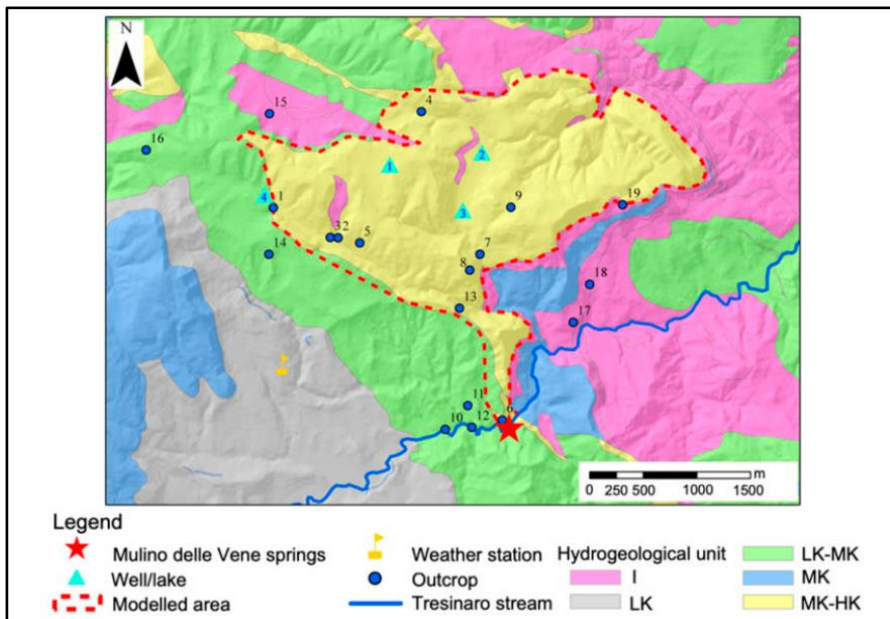 N
4
15
16
2
1
4
1
9
19
3
32
5
14
7
8
18
13
17
11
6
10
12
m
0 250 500 1000 1500
Legend
Mulino delle Vene springs
Weather station
Hydrogeological unit
LK-MK
Well/lake
Outcrop
I
MK
Modelled area
Tresinaro stream
LK
MK-HK